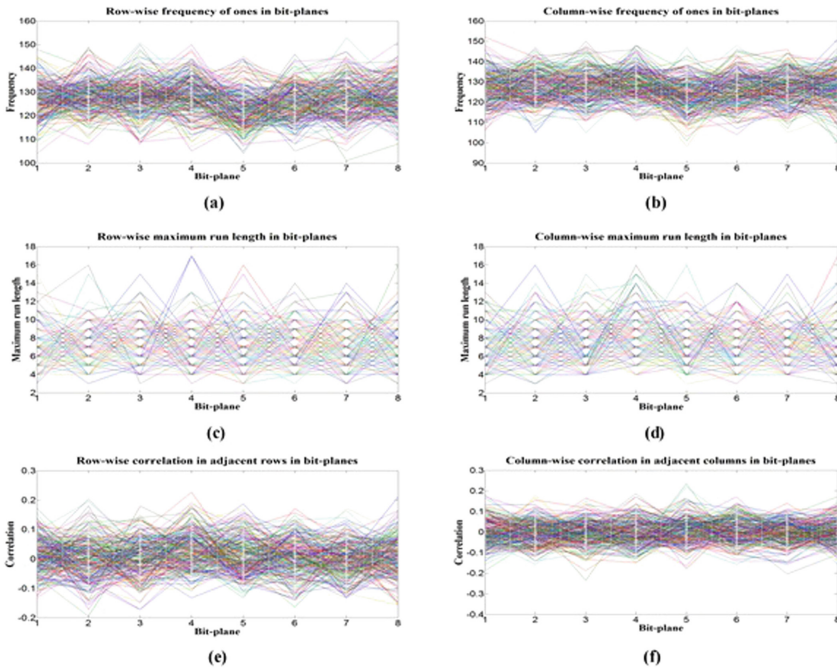 Row-wise frequency of ones in bit-planes
160
150
140
130
120
110
100
Frequency
1 2 3 4 5 6 7 8
Bit-plane
(a)
Column-wise frequency of ones in bit-planes
160
150
140
130
120
110
100
90
Frequency
1 2 3 4 5 6 7 8
Bit-plane
(b)
Row-wise maximum run length in bit-planes
18
16
14
12
10
8
6
4
2
Maximum run length
1 2 3 4 5 6 7 8
Bit-plane
(c)
Column-wise maximum run length in bit-planes
18
16
14
12
10
8
6
4
2
Maximum run length
1 2 3 4 5 6 7 8
Bit-plane
(d)
Row-wise correlation in adjacent rows in bit-planes
0.3
0.2
0.1
0
-0.1
-0.2
Correlation
1 2 3 4 5 6 7 8
Bit-plane
(e)
Column-wise correlation in adjacent columns in bit-planes
0.3
0.2
0.1
0
-0.1
-0.2
-0.3
-0.4
Correlation
1 2 3 4 5 6 7 8
Bit-plane
(f)